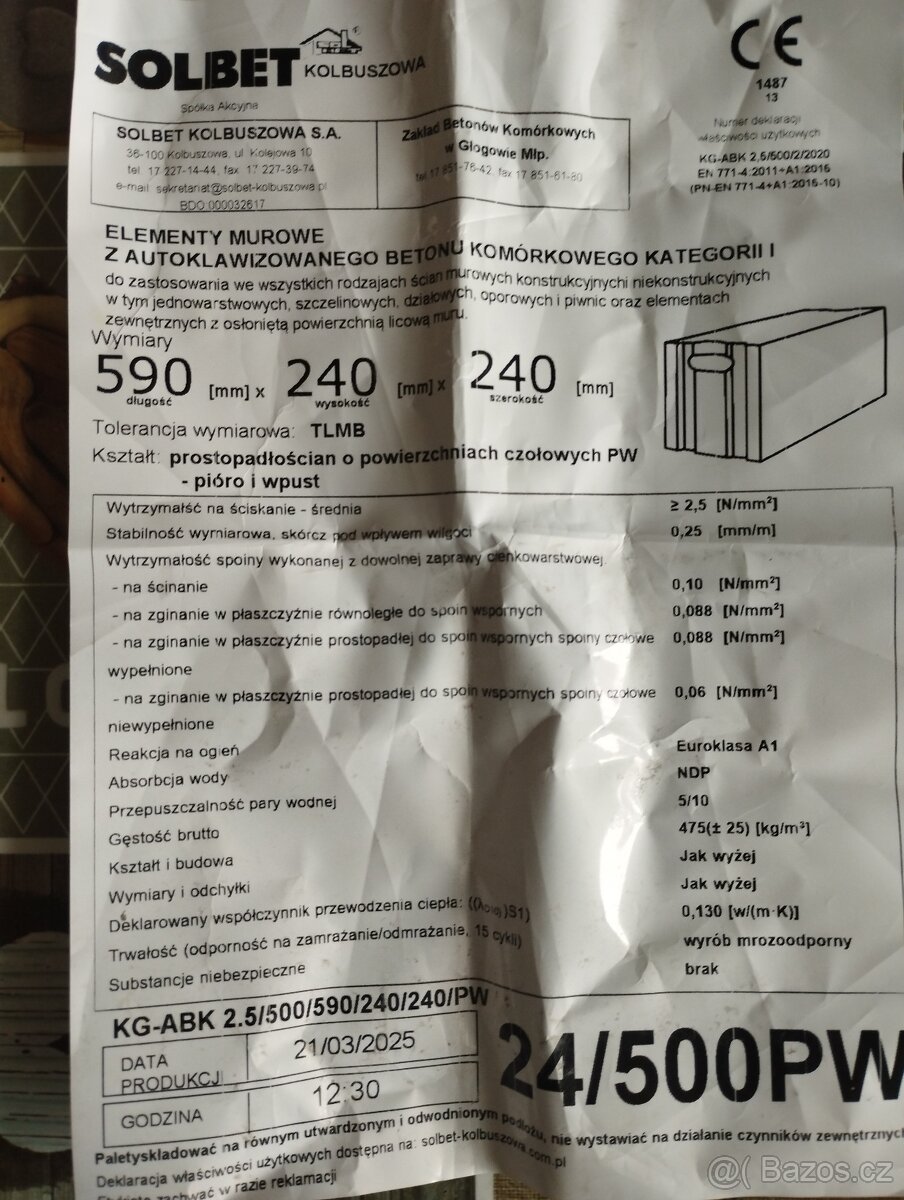 SOLBET KOLBUSZOWA
Spółka Akcyjna
SOLBET KOLBUSZOWA S.A.
36-100 Kolbuszowa, ul. Kolejowa 10
tel. 17 227-14-44, fax 17 227-39-74
e-mail: sekretariat@solbet-kolbuszowa.pl
BDO 000032617
Zakład Betonów Komórkowych
w Głogowie Młp.
tel. 17 851-76-42, fax 17 851-61-80
CE
1487
13
Numer deklaracji
właściwości użytkowych
KG-ABK 2,5/500/2/2020
EN 771-4:2011+A1:2015
(PN-EN 771-4+A1:2015-10)
ELEMENTY MUROWE
Z AUTOKLAWIZOWANEGO BETONU KOMÓRKOWEGO KATEGORII I
do zastosowania we wszystkich rodzajach ścian murowych konstrukcyjnychi niekonstrukcyjnych
w tym jednowarstwowych, szczelinowych, działowych, oporowych i piwnic oraz elementach
zewnętrznych z osłoniętą powierzchnią licową muru.
Wymiary
590 [mm] x 240 [mm] x 240 [mm]
długość wysokość szerokość
Tolerancja wymiarowa: TLMB
Kształt: prostopadłościan o powierzchniach czołowych PW
- pióro i wpust
Wytrzymałść na ściskanie - średnia ≥ 2,5 [N/mm²]
Stabilność wymiarowa, skórcz pod wpływem wilgoci 0,25 [mm/m]
Wytrzymałość spoiny wykonanej z dowolnej zaprawy cienkowarstwowej.
- na ścinanie 0,10 [N/mm²]
- na zginanie w płaszczyźnie równoległe do spoin wspornych 0,088 [N/mm²]
- na zginanie w płaszczyźnie prostopadłej do spoin wspornych spoiny czołowe 0,088 [N/mm²]
wypełnione
- na zginanie w płaszczyźnie prostopadłej do spoin wspornych spoiny czołowe 0,06 [N/mm²]
niewypełnione
Reakcja na ogień Euroklasa A1
Absorbcja wody NDP
Przepuszczalność pary wodnej 5/10
Gęstość brutto 475(± 25) [kg/m³]
Kształt i budowa Jak wyżej
Wymiary i odchyłki Jak wyżej
Deklarowany współczynnik przewodzenia ciepła: S1) 0,130 [w/(m·K)]
Trwałość (odporność na zamrażanie/odmrażanie, 15 cykli) wyrób mrozoodporny
Substancje niebezpieczne brak
KG-ABK 2.5/500/590/240/240/PW
DATA
PRODUKCJI
21/03/2025
GODZINA 12:30
24/500PW
Paletyskladować na równym utwardzonym i odwodnionym podłożu, nie wystawiać na działanie czynników zewnętrznych
Deklaracja właściwości użytkowych dostępna na: solbet-kolbuszowa.com.pl
zachować w razie reklamacji
@( Bazos.cz